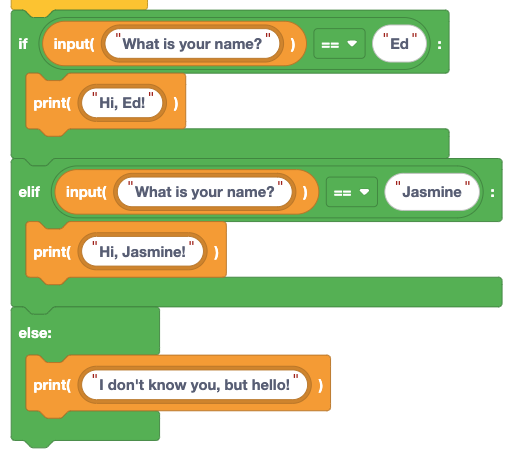 if input( "What is your name?" ) == "Ed" :
print( "Hi, Ed!" )
elif input( "What is your name?" ) == "Jasmine" :
print( "Hi, Jasmine!" )
else:
print( "I don't know you, but hello!" )